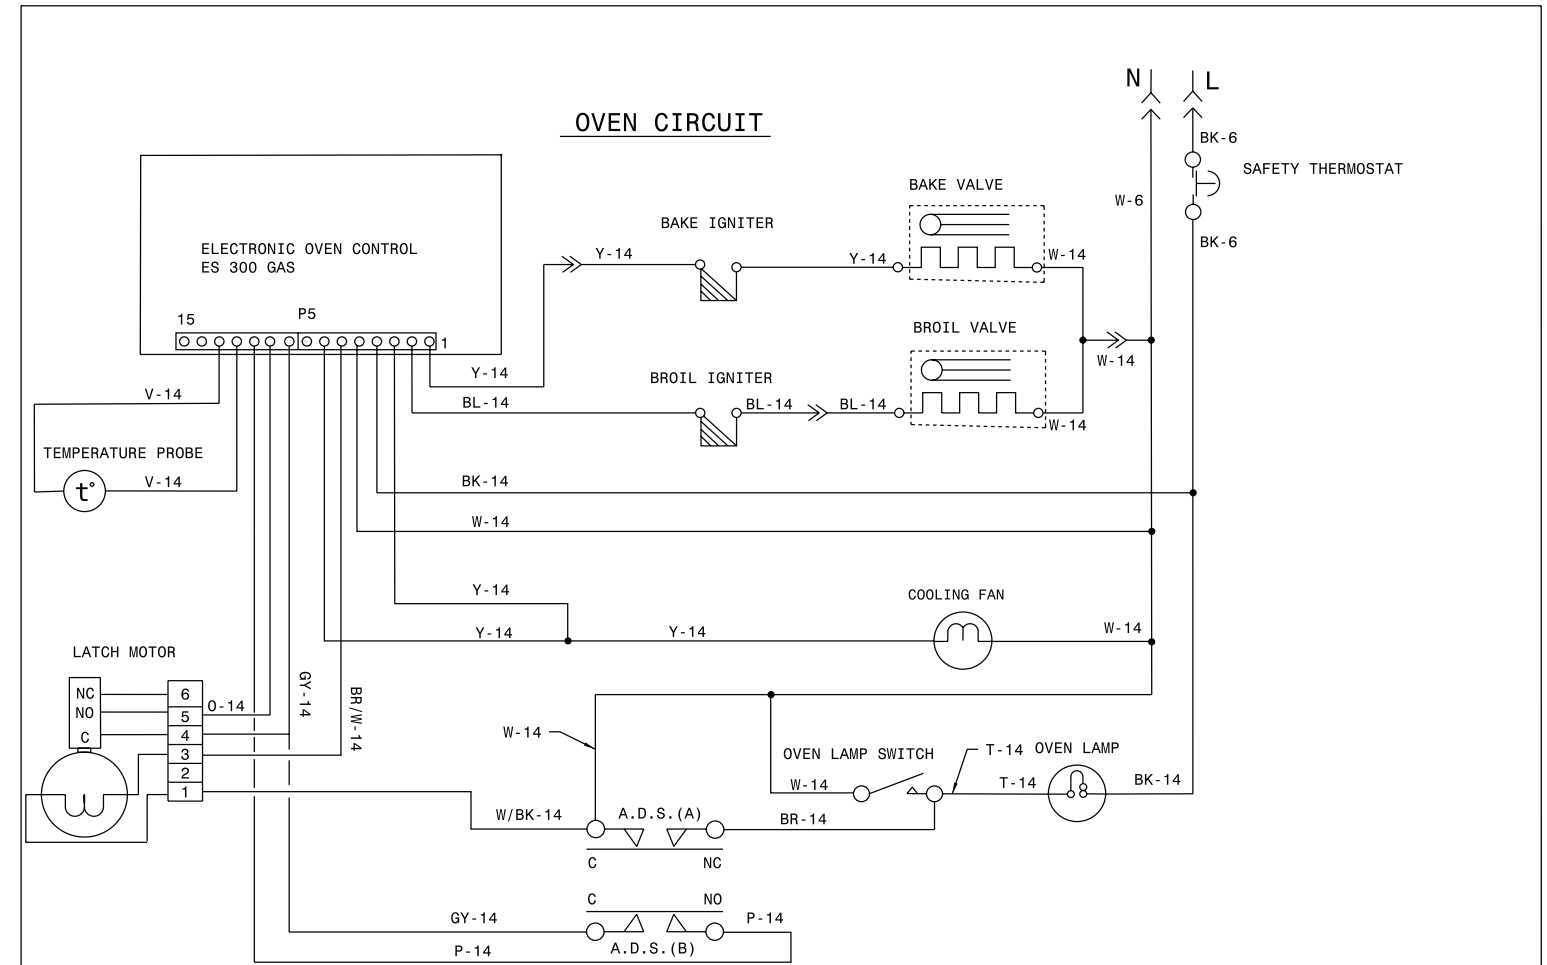 N
L
OVEN CIRCUIT
BK-6
SAFETY THERMOSTAT
BAKE VALVE
W-6
BAKE IGNITER
ELECTRONIC OVEN CONTROL
ES 300 GAS
Y-14
Y-14
W-14
BK-6
15
P5
1
BROIL VALVE
W-14
Y-14
BROIL IGNITER
V-14
BL-14
BL-14
BL-14
W-14
TEMPERATURE PROBE
t°
V-14
BK-14
W-14
Y-14
COOLING FAN
Y-14
Y-14
W-14
LATCH MOTOR
GY-14
BR/W-14
NC
NO
C
6
5
4
3
2
1
O-14
W-14
OVEN LAMP SWITCH
T-14
OVEN LAMP
W-14
T-14
BK-14
W/BK-14
A.D.S.(A)
BR-14
C
NC
C
NO
GY-14
P-14
A.D.S.(B)
P-14